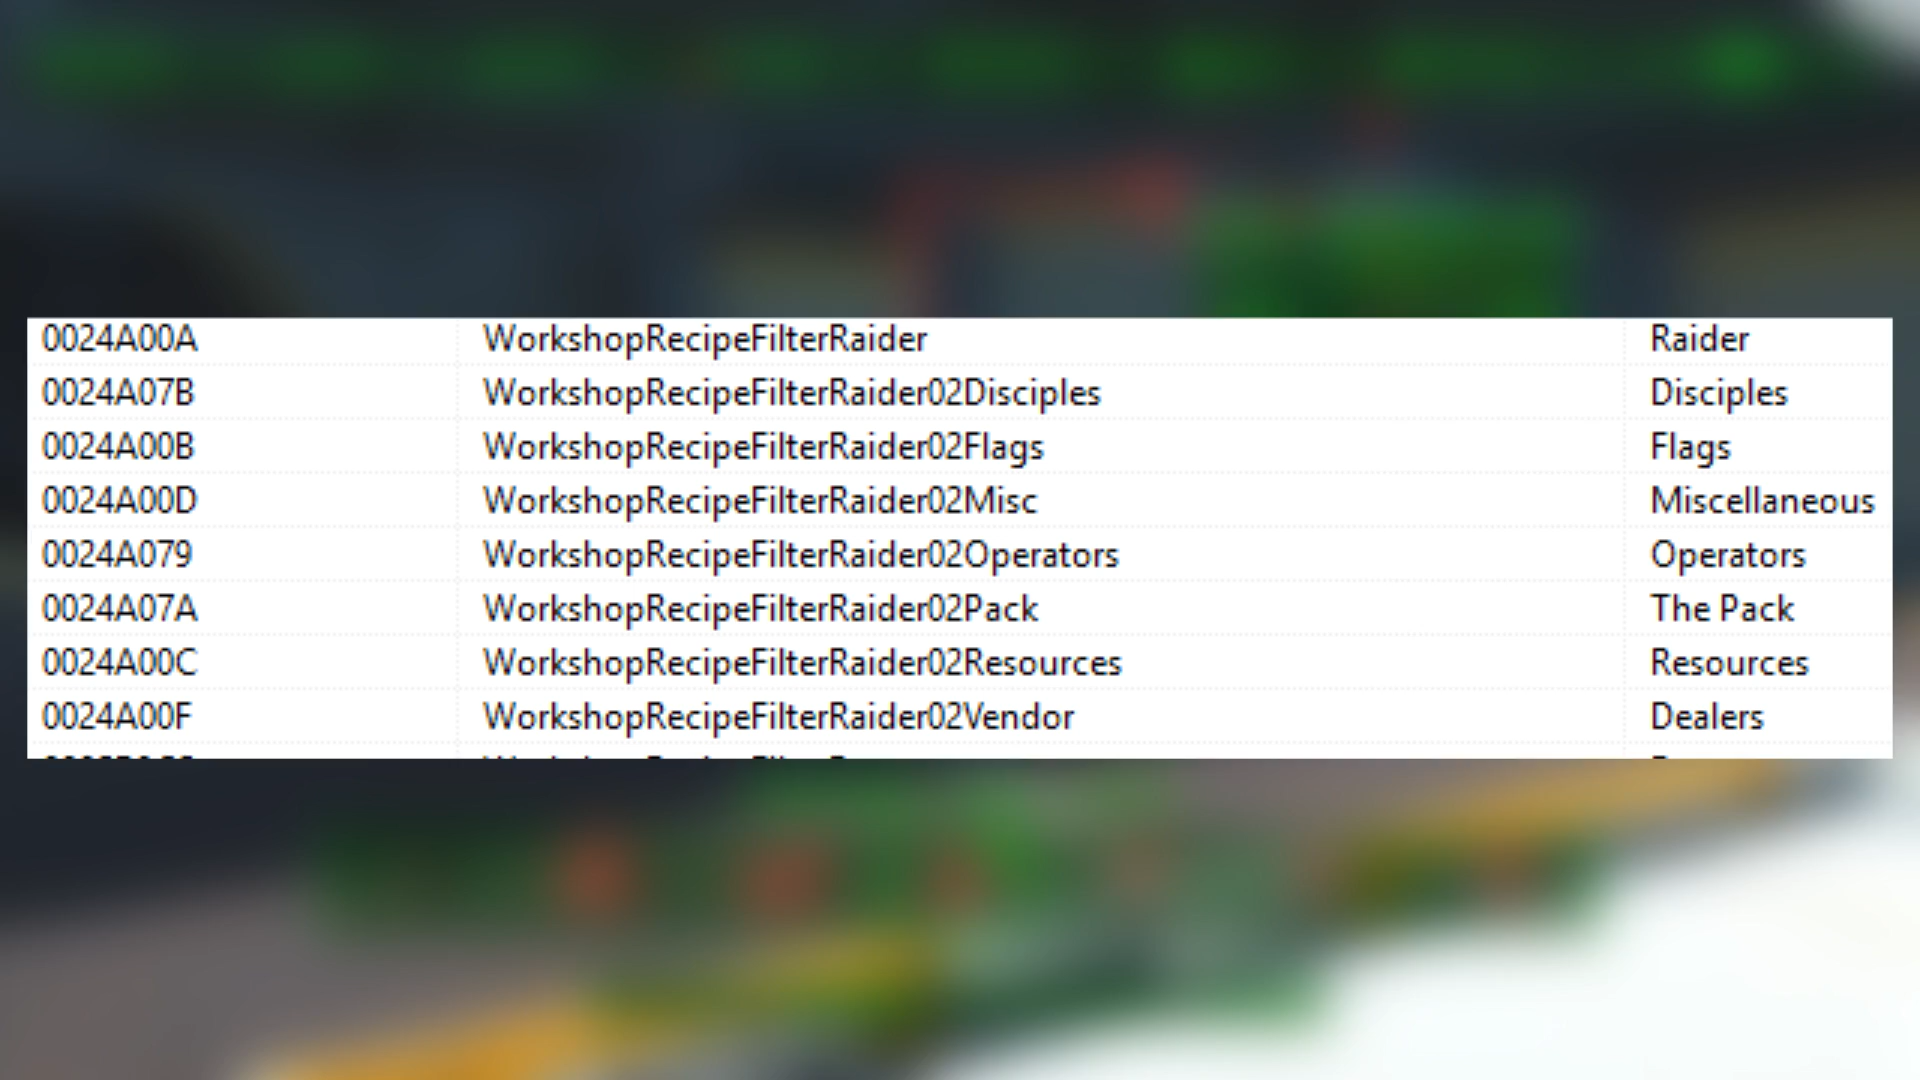 0024A00A WorkshopRecipeFilterRaider Raider
0024A07B WorkshopRecipeFilterRaider02Disciples Disciples
0024A00B WorkshopRecipeFilterRaider02Flags Flags
0024A00D WorkshopRecipeFilterRaider02Misc Miscellaneous
0024A079 WorkshopRecipeFilterRaider02Operators Operators
0024A07A WorkshopRecipeFilterRaider02Pack The Pack
0024A00C WorkshopRecipeFilterRaider02Resources Resources
0024A00F WorkshopRecipeFilterRaider02Vendor Dealers